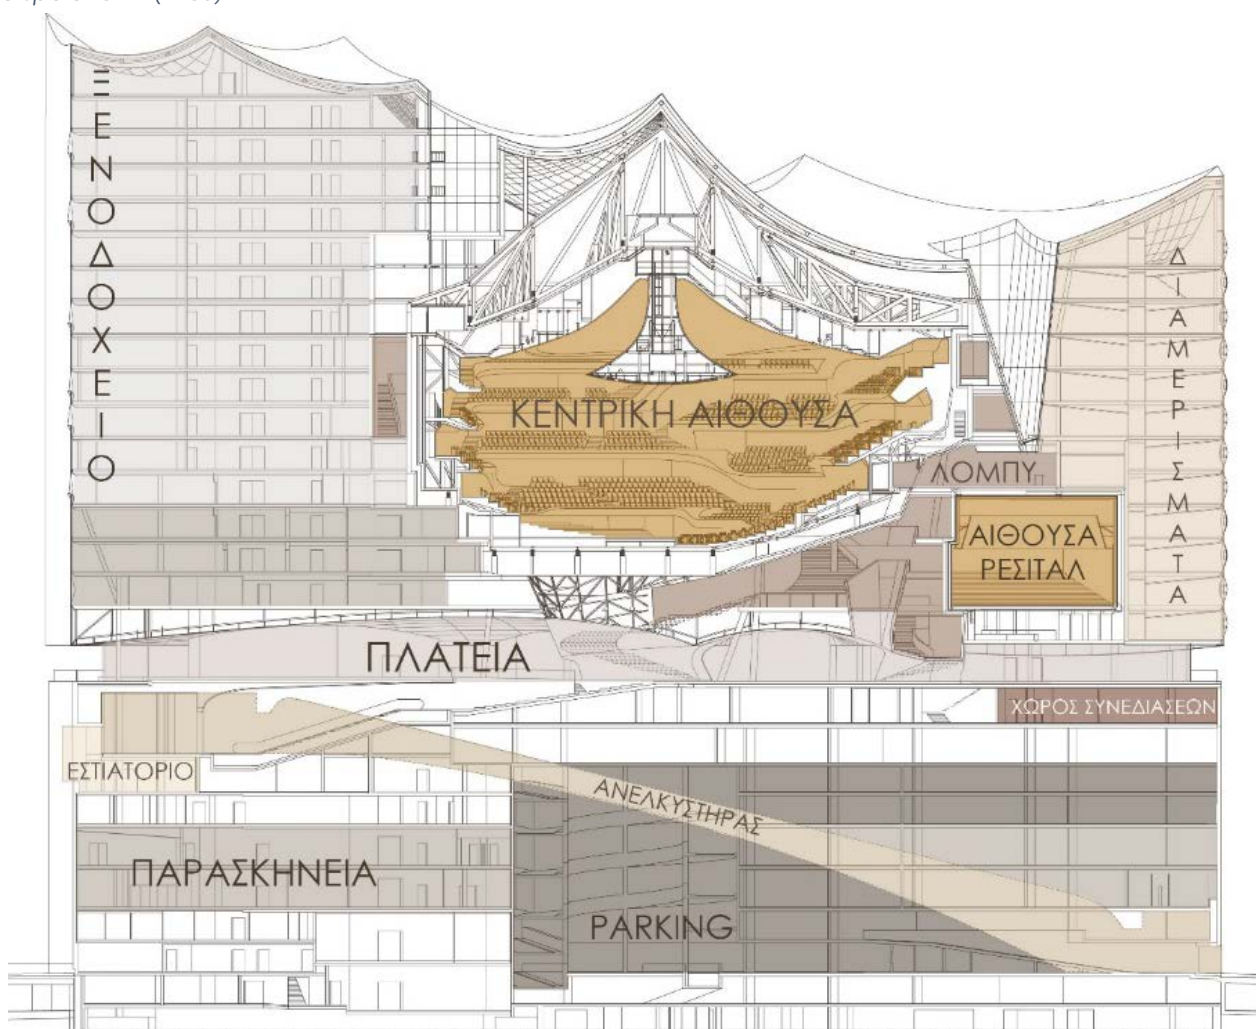 ΞΕΝΟΔΟΧΕΙΟ
ΔΙΑΜΕΡΙΣΜΑΤΑ
ΚΕΝΤΡΙΚΗ ΑΙΘΟΥΣΑ
ΛΟΜΠΥ
ΑΙΘΟΥΣΑ
ΡΕΣΙΤΑΛ
ΠΛΑΤΕΙΑ
ΧΩΡΟΣ ΣΥΝΕΔΙΑΣΕΩΝ
ΕΣΤΙΑΤΟΡΙΟ
ΑΝΕΛΚΥΣΤΗΡΑΣ
ΠΑΡΑΣΚΗΝΕΙΑ
PARKING